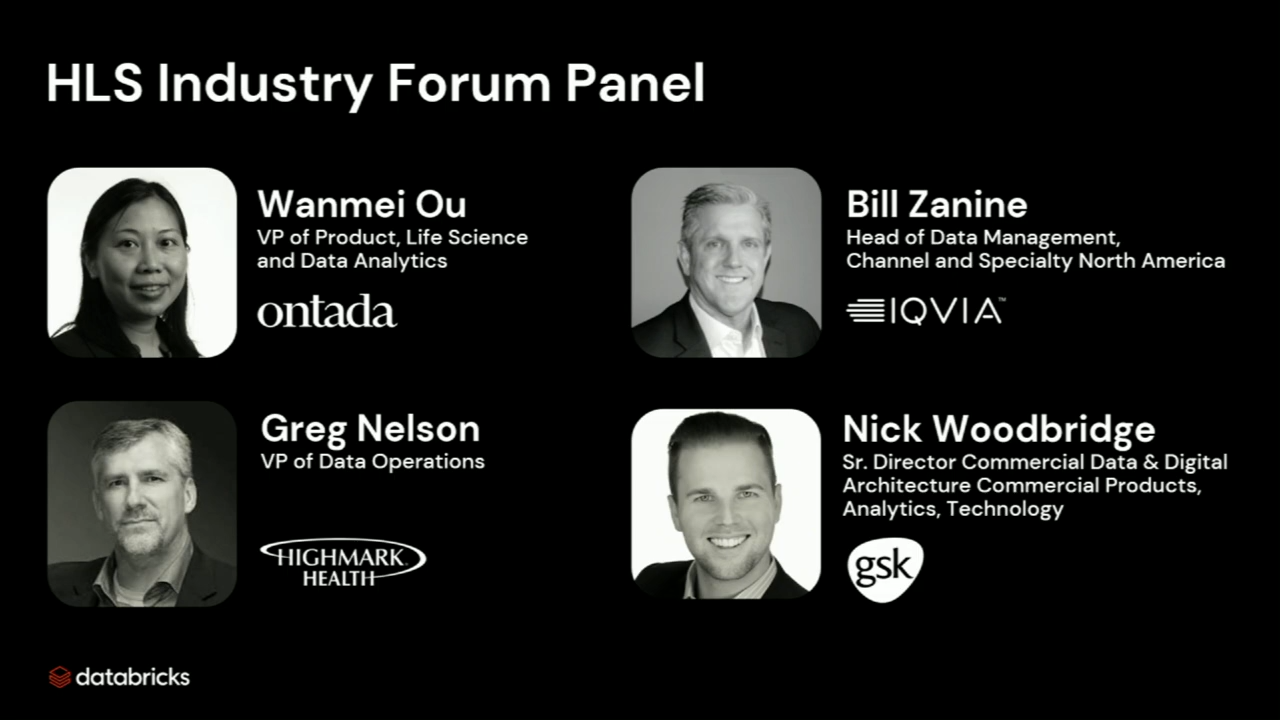 HLS Industry Forum Panel
Wanmei Ou
VP of Product, Life Science
and Data Analytics
ontada
Bill Zanine
Head of Data Management,
Channel and Specialty North America
IQVIA™
Greg Nelson
VP of Data Operations
HIGHMARK
HEALTH
Nick Woodbridge
Sr. Director Commercial Data & Digital
Architecture Commercial Products,
Analytics, Technology
gsk
databricks